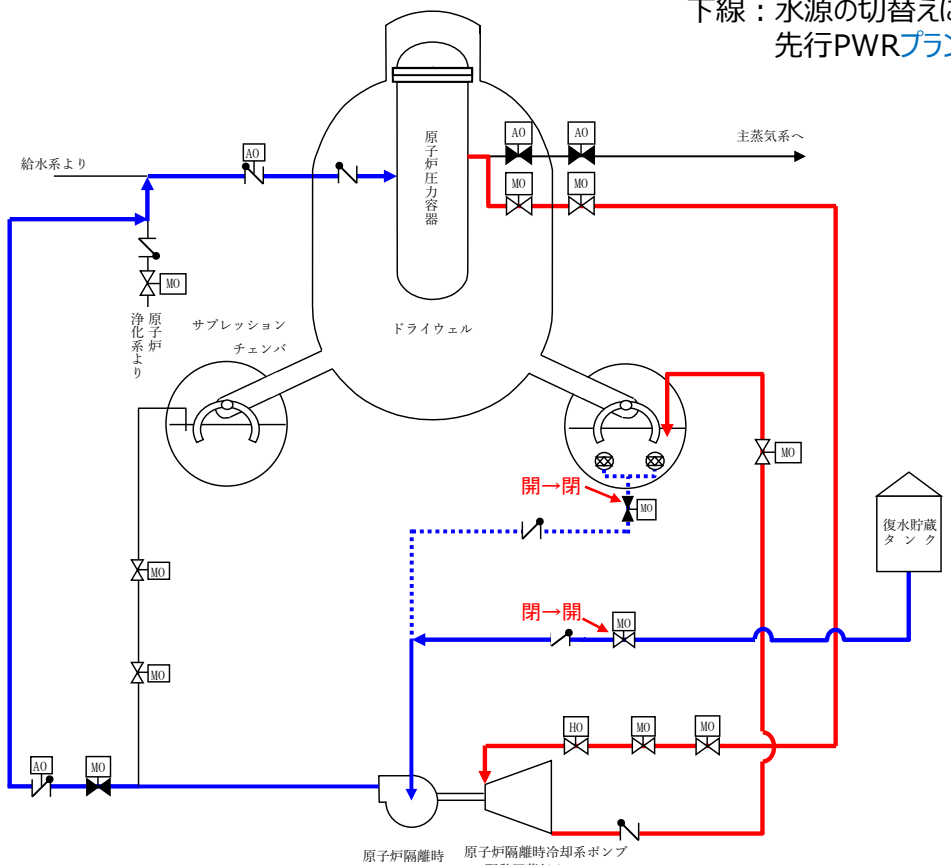 下線：水源の切替え
先行PWRプラン
AO
AO
主蒸気系へ
AO
給水系より
原子炉圧力容器
MO
MO
MO
原子炉
浄化系より
サプレッション
チェンバ
ドライウェル
MO
開→閉
MO
復水貯蔵
タンク
MO
閉→開
MO
MO
HO
MO
MO
AO
MO
原子炉隔離時
原子炉隔離時冷却系ポンプ